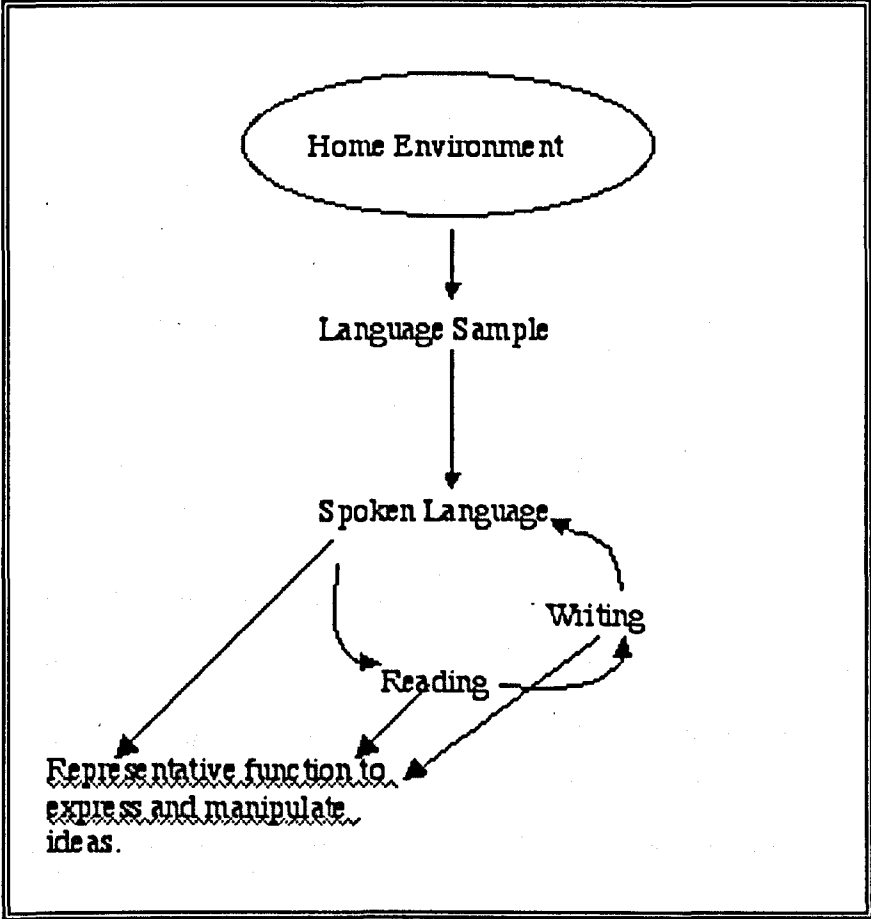 Home Environment
Language Sample
Spoken Language
Writing
Reading
Representative function to
express and manipulate
ideas.